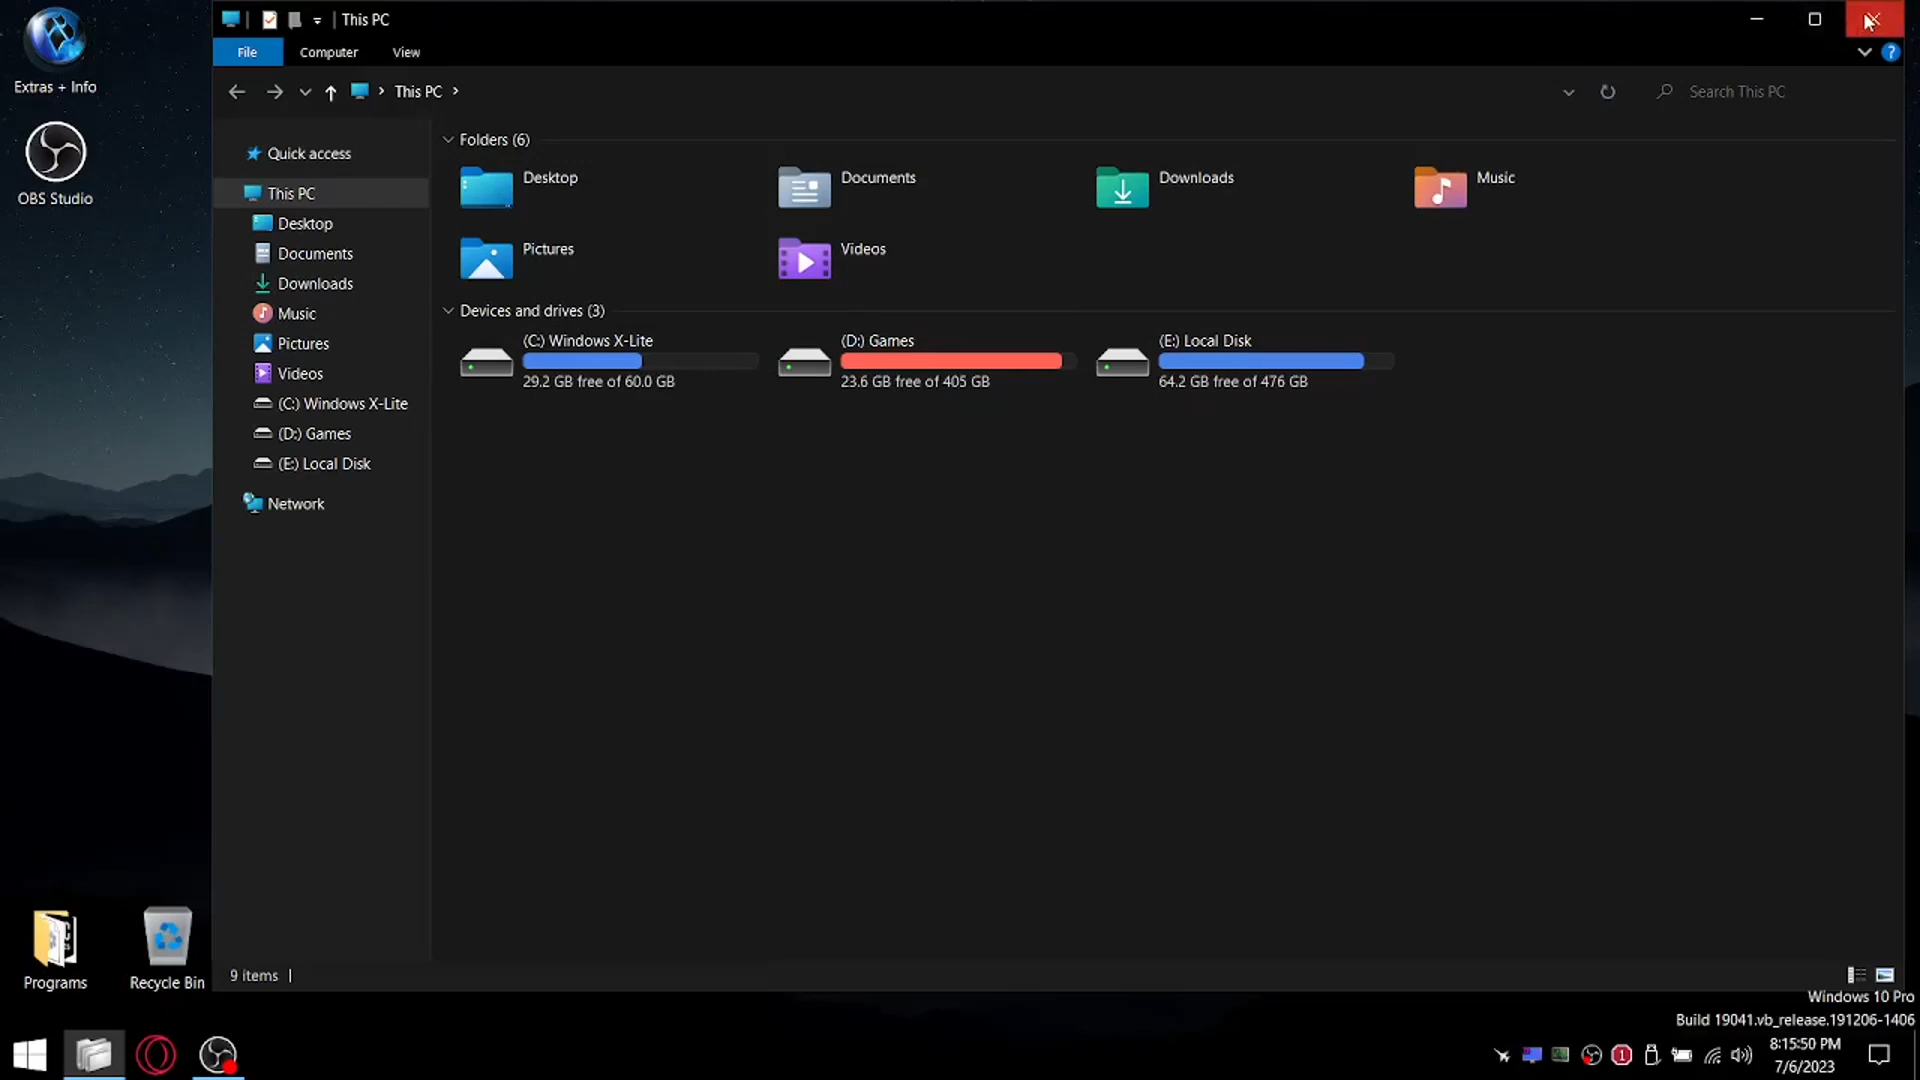 This PC
File
Computer
View
This PC
Search This PC
Extras + Info
OBS Studio
Quick access
This PC
Desktop
Documents
Downloads
Music
Pictures
Videos
(C:) Windows X-Lite
(D:) Games
(E:) Local Disk
Network
Folders (6)
Desktop
Documents
Downloads
Music
Pictures
Videos
Devices and drives (3)
(C:) Windows X-Lite
29.2 GB free of 60.0 GB
(D:) Games
23.6 GB free of 405 GB
(E:) Local Disk
64.2 GB free of 476 GB
Programs
Recycle Bin
9 items
Windows 10 Pro
Build 19041.vb_release.191206-1406
1
8:15:50 PM
7/6/2023